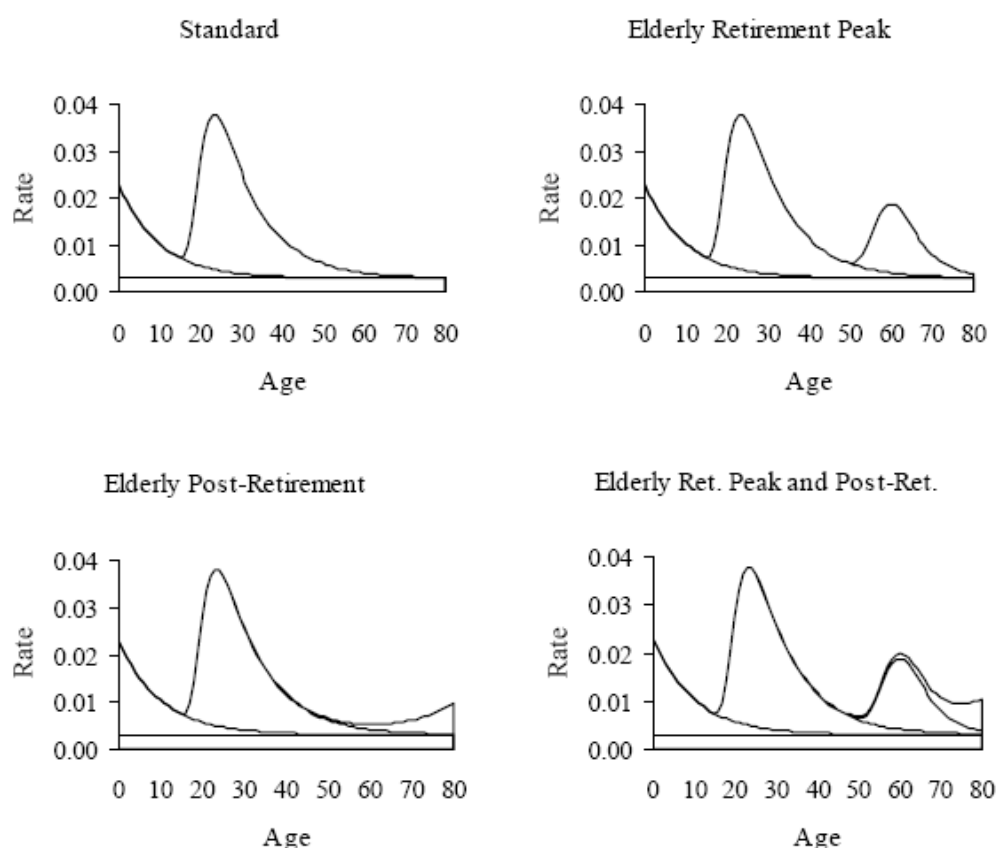 Standard
Elderly Retirement Peak
0.04
0.03
0.02
0.01
0.00
Rate
0 10 20 30 40 50 60 70 80
Age
0.04
0.03
0.02
0.01
0.00
Rate
0 10 20 30 40 50 60 70 80
Age
Elderly Post-Retirement
Elderly Ret. Peak and Post-Ret.
0.04
0.03
0.02
0.01
0.00
Rate
0 10 20 30 40 50 60 70 80
Age
0.04
0.03
0.02
0.01
0.00
Rate
0 10 20 30 40 50 60 70 80
Age